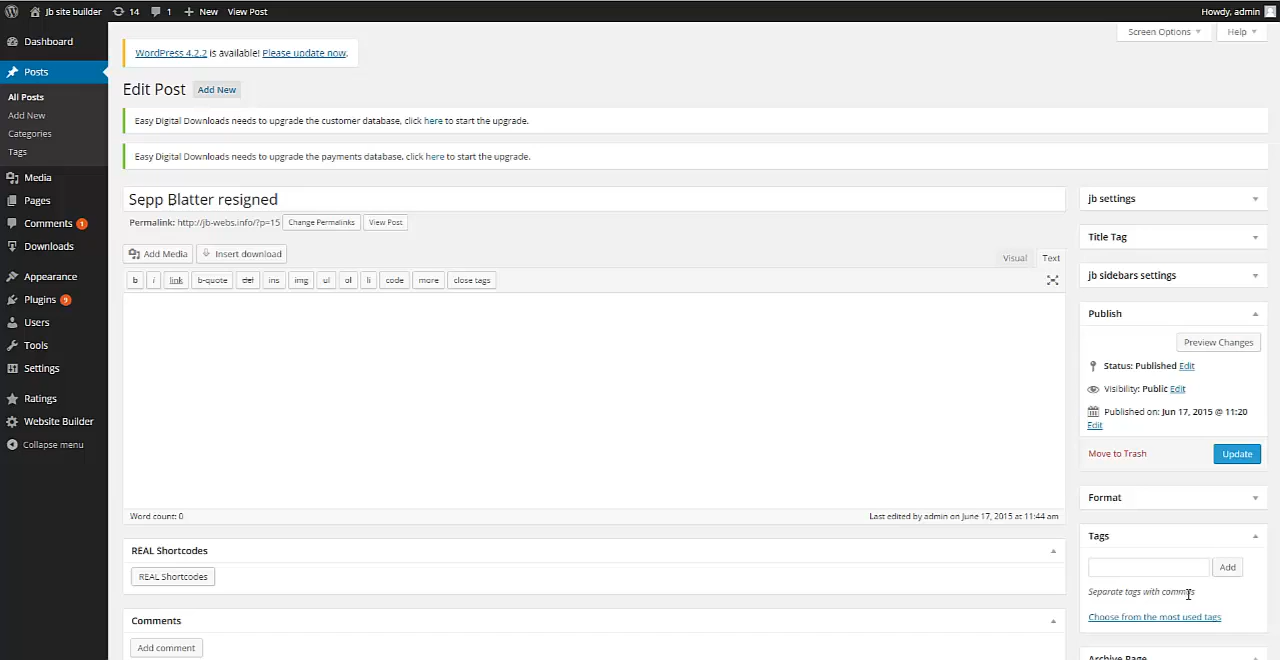 Jb site builder 14 1 + New View Post Howdy, admin
Screen Options Help
Dashboard
Posts
All Posts
Add New
Categories
Tags
Media
Pages
Comments 1
Downloads
Appearance
Plugins 9
Users
Tools
Settings
Ratings
Website Builder
Collapse menu
WordPress 4.2.2 is available! Please update now.
Edit Post Add New
Easy Digital Downloads needs to upgrade the customer database, click here to start the upgrade.
Easy Digital Downloads needs to upgrade the payments database, click here to start the upgrade.
Sepp Blatter resigned
Permalink: http://jb-webs.info/?p=15 Change Permalinks View Post
Add Media Insert download
Visual Text
b i link b-quote del ins img ul ol li code more close tags
Word count: 0 Last edited by admin on June 17, 2015 at 11:44 am
REAL Shortcodes
REAL Shortcodes
Comments
Add comment
jb settings
Title Tag
jb sidebars settings
Publish
Preview Changes
Status: Published Edit
Visibility: Public Edit
Published on: Jun 17, 2015 @ 11:20
Edit
Move to Trash Update
Format
Tags
Add
Separate tags with commas
Choose from the most used tags
Archive Page